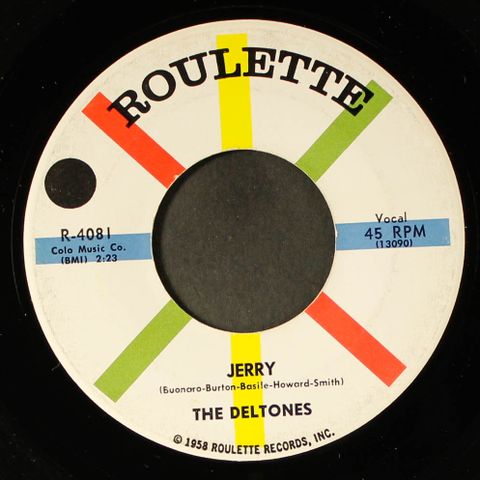 ROULETTE
R-4081
Colo Music Co.
(BMI) 2:23
Vocal
45 RPM
(13090)
JERRY
(Buonaro-Burton-Basile-Howard-Smith)
THE DELTONES
© 1958 ROULETTE RECORDS, INC.